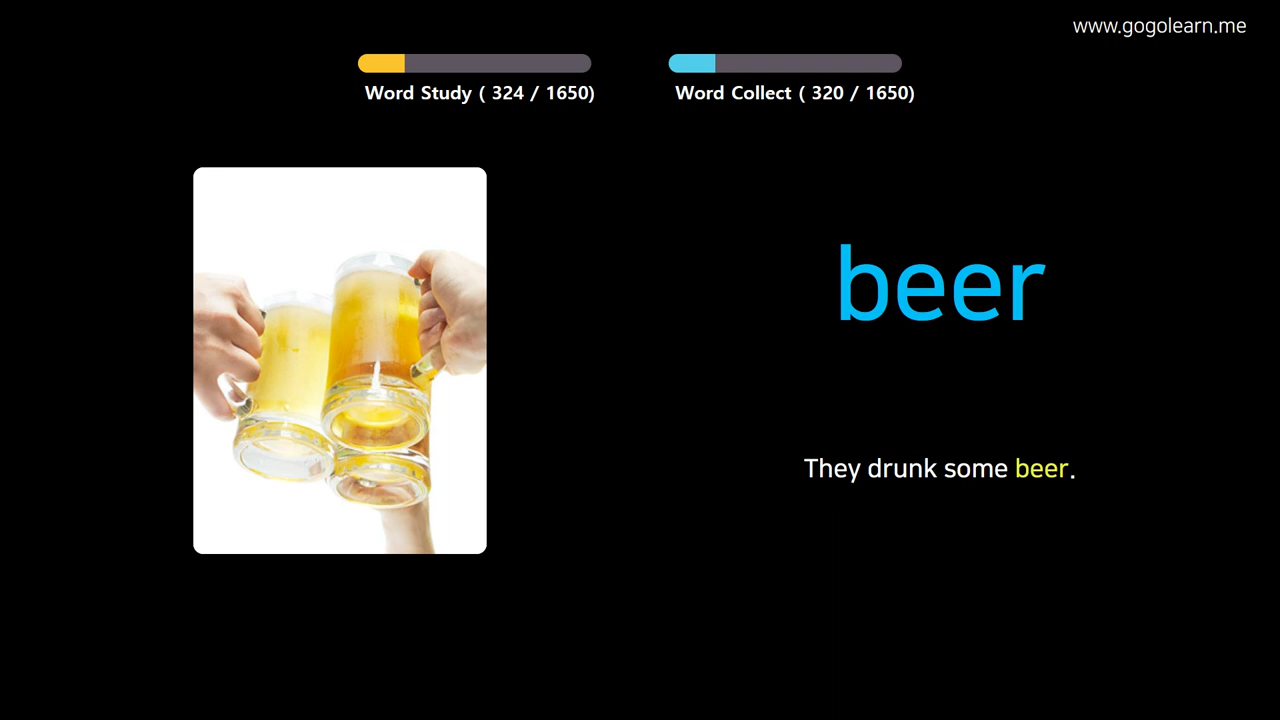 www.gogolearn.me
Word Study ( 324 / 1650)
Word Collect ( 320 / 1650)
beer
They drunk some beer.